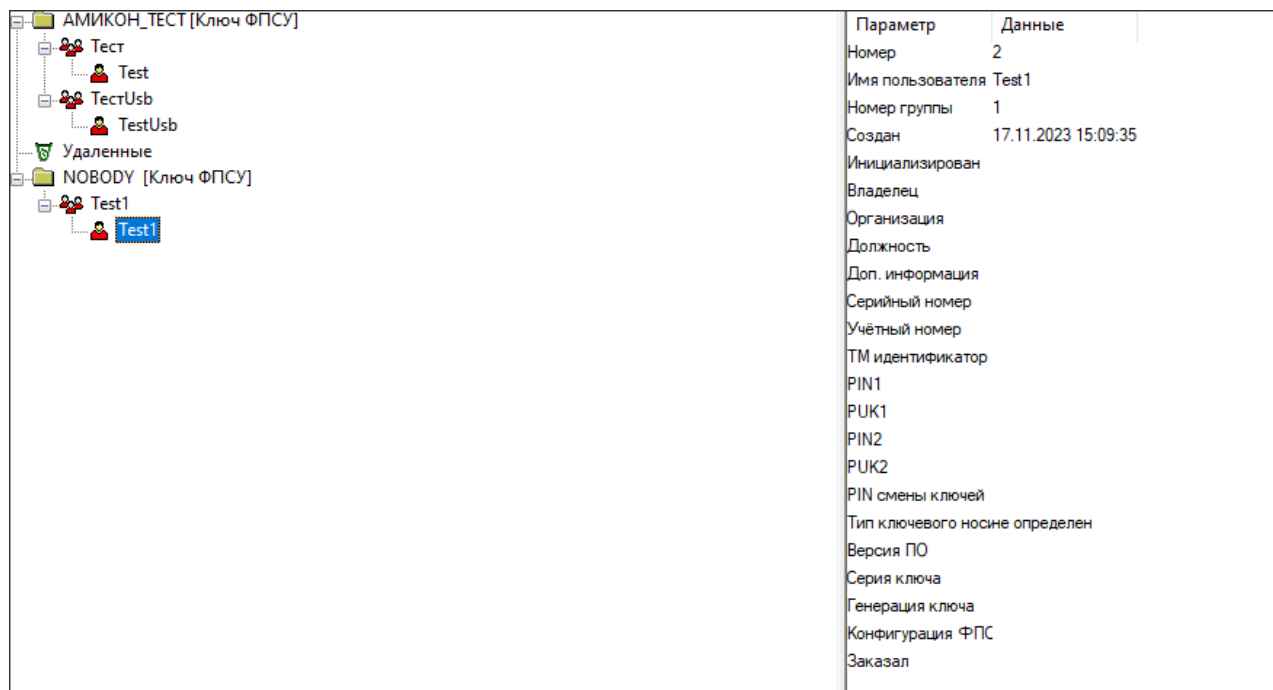 АМИКОН_ТЕСТ [Ключ ФПСУ]
Тест
Test
ТестUsb
TestUsb
Удаленные
NOBODY [Ключ ФПСУ]
Test1
Test1
Параметр Данные
Номер 2
Имя пользователя Test1
Номер группы 1
Создан 17.11.2023 15:09:35
Инициализирован
Владелец
Организация
Должность
Доп. информация
Серийный номер
Учётный номер
ТМ идентификатор
PIN1
PUK1
PIN2
PUK2
PIN смены ключей
Тип ключевого носине определен
Версия ПО
Серия ключа
Генерация ключа
Конфигурация ФПС
Заказал